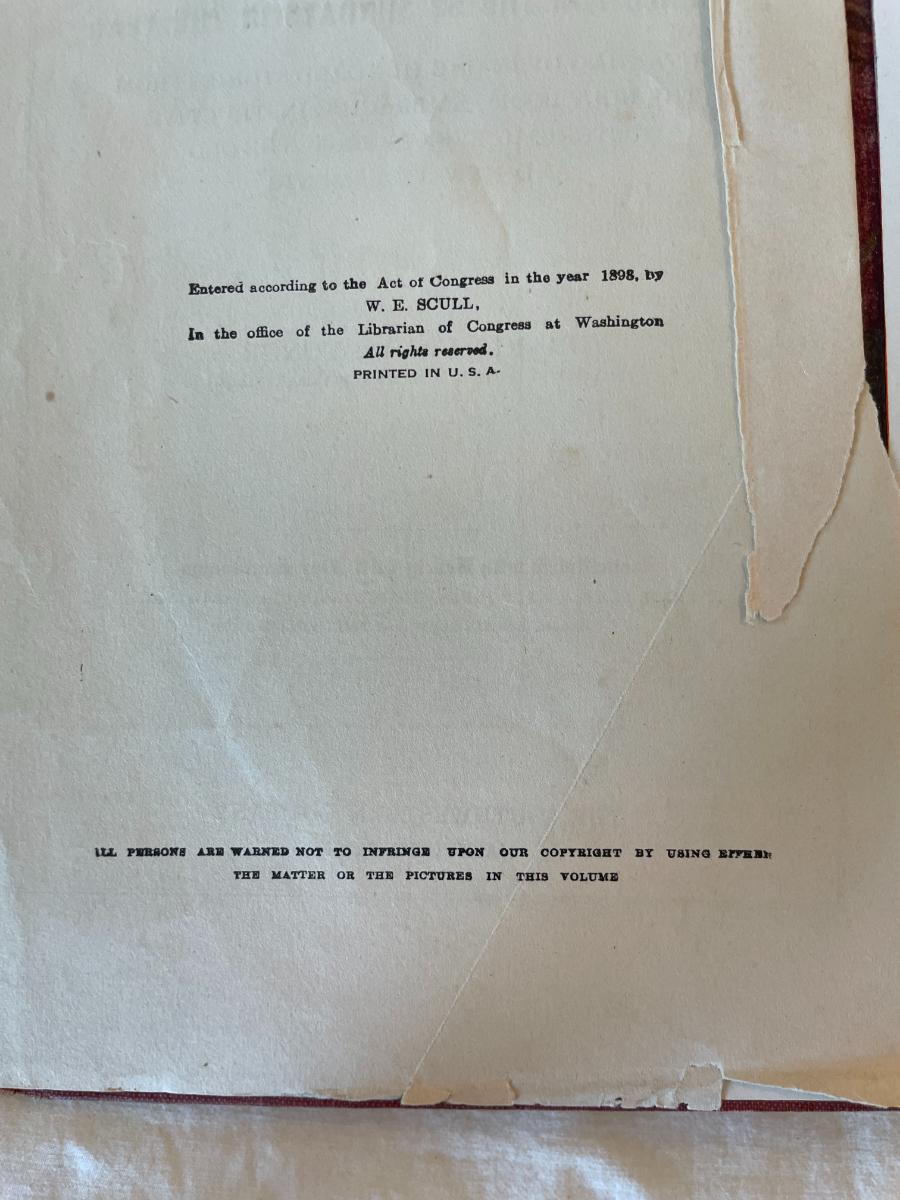 Entered according to the Act of Congress in the year 1898, by
W. E. SCULL,
In the office of the Librarian of Congress at Washington
All rights reserved.
PRINTED IN U. S. A.
ALL PERSONS ARE WARNED NOT TO INFRINGE UPON OUR COPYRIGHT BY USING EITHER
THE MATTER OR THE PICTURES IN THIS VOLUME